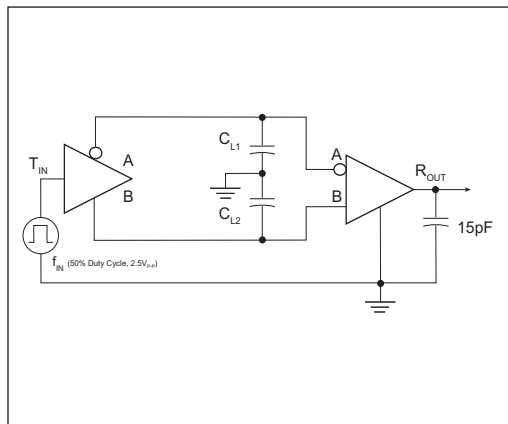 C_L1
A
T_IN
A
B
R_OUT
B
C_L2
15pF
f_IN (50% Duty Cycle, 2.5V_P-P)